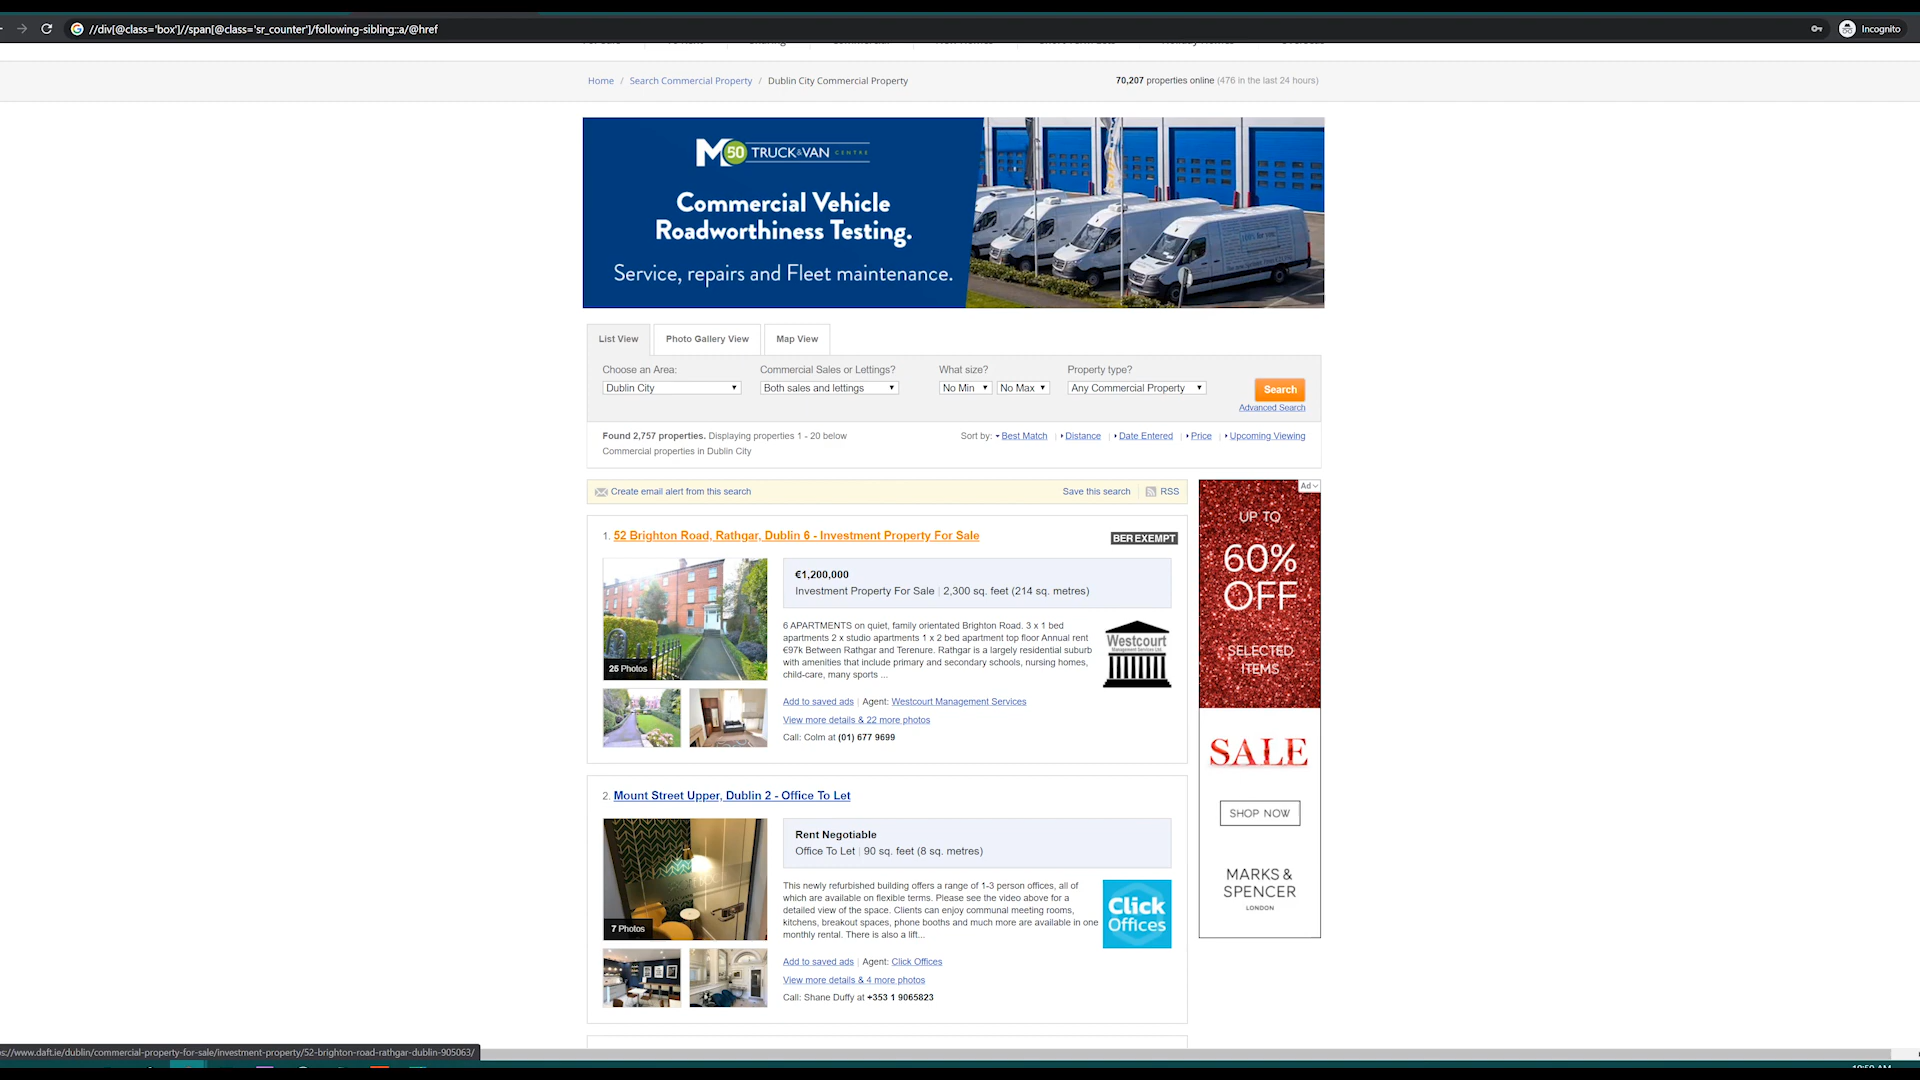 //div[@class='box']//span[@class='sr_counter']/following-sibling::a/@href
Incognito
Home / Search Commercial Property / Dublin City Commercial Property
70,207 properties online (476 in the last 24 hours)
M50 TRUCK&VAN CENTRE
Commercial Vehicle
Roadworthiness Testing.
Service, repairs and Fleet maintenance.
List View
Photo Gallery View
Map View
Choose an Area:
Commercial Sales or Lettings?
What size?
Property type?
Dublin City
Both sales and lettings
No Min
No Max
Any Commercial Property
Search
Advanced Search
Found 2,757 properties. Displaying properties 1 - 20 below
Sort by: Best Match | Distance | Date Entered | Price | Upcoming Viewing
Commercial properties in Dublin City
Create email alert from this search
Save this search
RSS
1. 52 Brighton Road, Rathgar, Dublin 6 - Investment Property For Sale
BER EXEMPT
€1,200,000
Investment Property For Sale | 2,300 sq. feet (214 sq. metres)
25 Photos
6 APARTMENTS on quiet, family orientated Brighton Road. 3 x 1 bed
apartments 2 x studio apartments 1 x 2 bed apartment top floor Annual rent
€97k Between Rathgar and Terenure. Rathgar is a largely residential suburb
with amenities that include primary and secondary schools, nursing homes,
child-care, many sports ...
Westcourt
Management Services Ltd.
Add to saved ads | Agent: Westcourt Management Services
View more details & 22 more photos
Call: Colm at (01) 677 9699
2. Mount Street Upper, Dublin 2 - Office To Let
Rent Negotiable
Office To Let | 90 sq. feet (8 sq. metres)
7 Photos
This newly refurbished building offers a range of 1-3 person offices, all of
which are available on flexible terms. Please see the video above for a
detailed view of the space. Clients can enjoy communal meeting rooms,
kitchens, breakout spaces, phone booths and much more are available in one
monthly rental. There is also a lift...
Click
Offices
Add to saved ads | Agent: Click Offices
View more details & 4 more photos
Call: Shane Duffy at +353 1 9065823
Ad
UP TO
60%
OFF
SELECTED
ITEMS
SALE
SHOP NOW
MARKS &
SPENCER
LONDON
s://www.daft.ie/dublin/commercial-property-for-sale/investment-property/52-brighton-road-rathgar-dublin-905063/